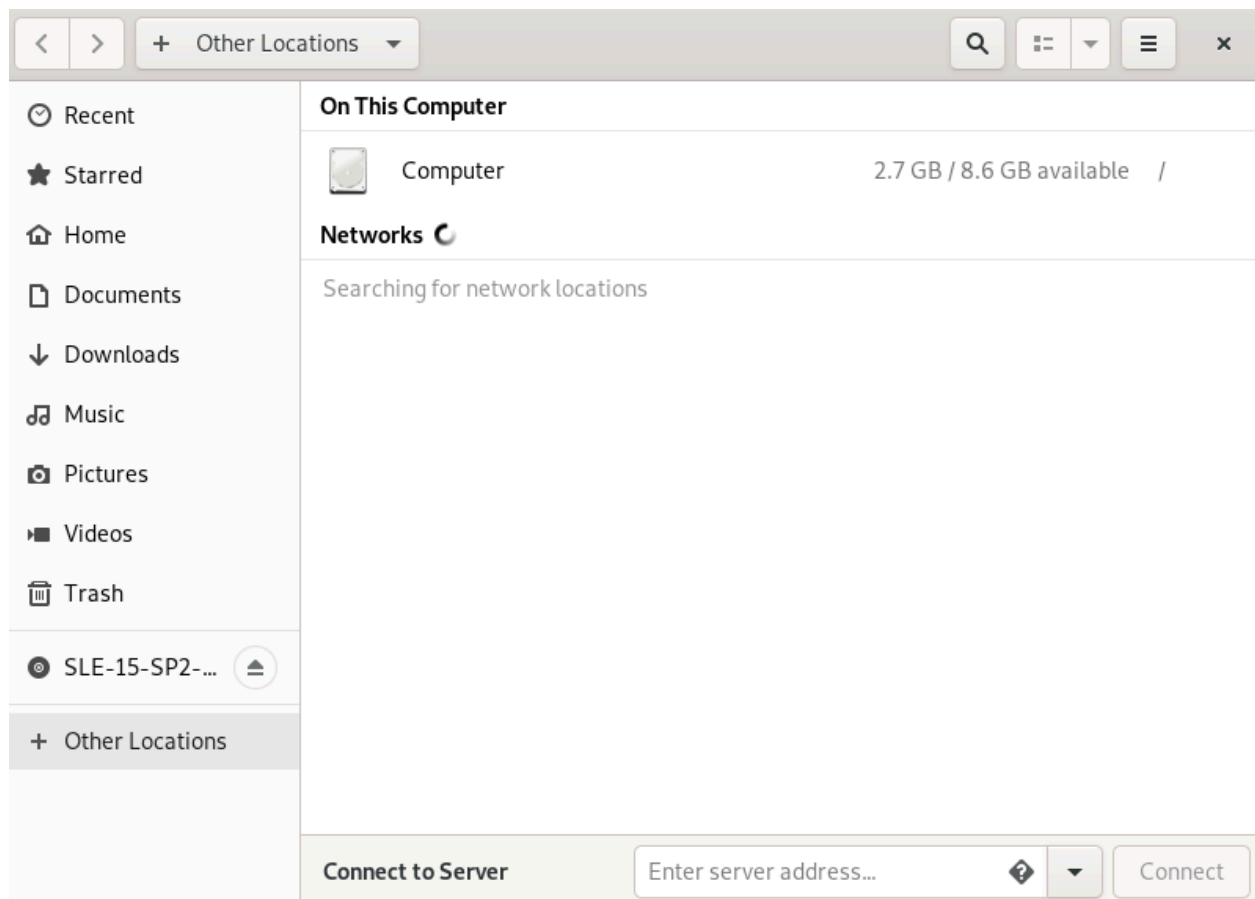 Other Locations
Recent
Starred
Home
Documents
Downloads
Music
Pictures
Videos
Trash
SLE-15-SP2-...
Other Locations
On This Computer
Computer 2.7 GB / 8.6 GB available /
Networks
Searching for network locations
Connect to Server Enter server address... Connect